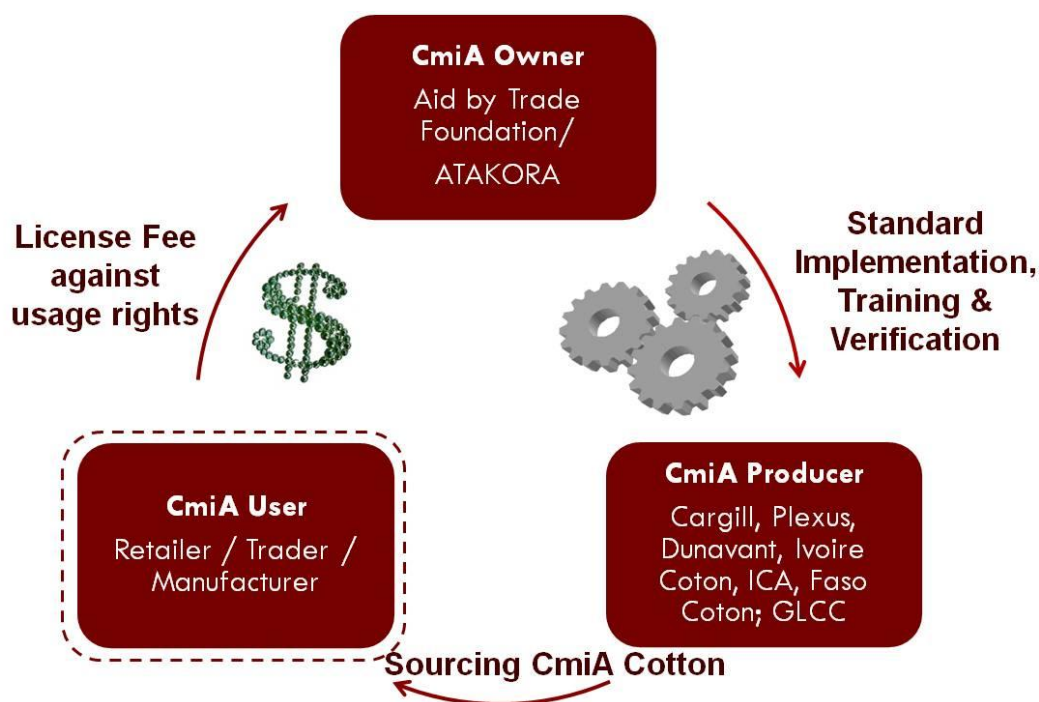 CmiA Owner
Aid by Trade
Foundation/
ATAKORA
License Fee
against
usage rights
Standard
Implementation,
Training &
Verification
CmiA User
Retailer / Trader /
Manufacturer
CmiA Producer
Cargill, Plexus,
Dunavant, Ivoire
Coton, ICA, Faso
Coton; GLCC
Sourcing CmiA Cotton